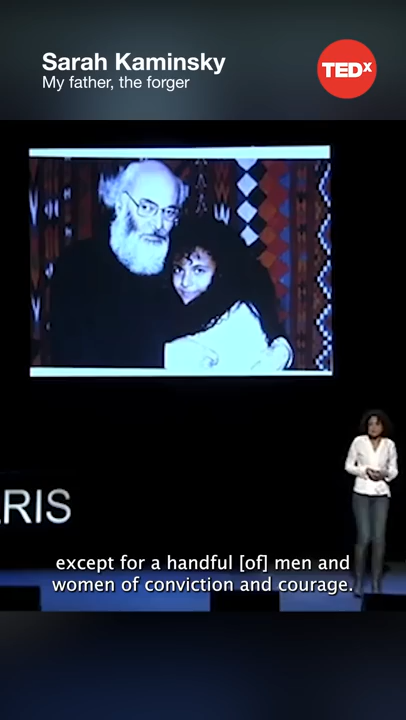 Sarah Kaminsky
My father, the forger
TEDx
RIS
except for a handful [of] men and
women of conviction and courage.